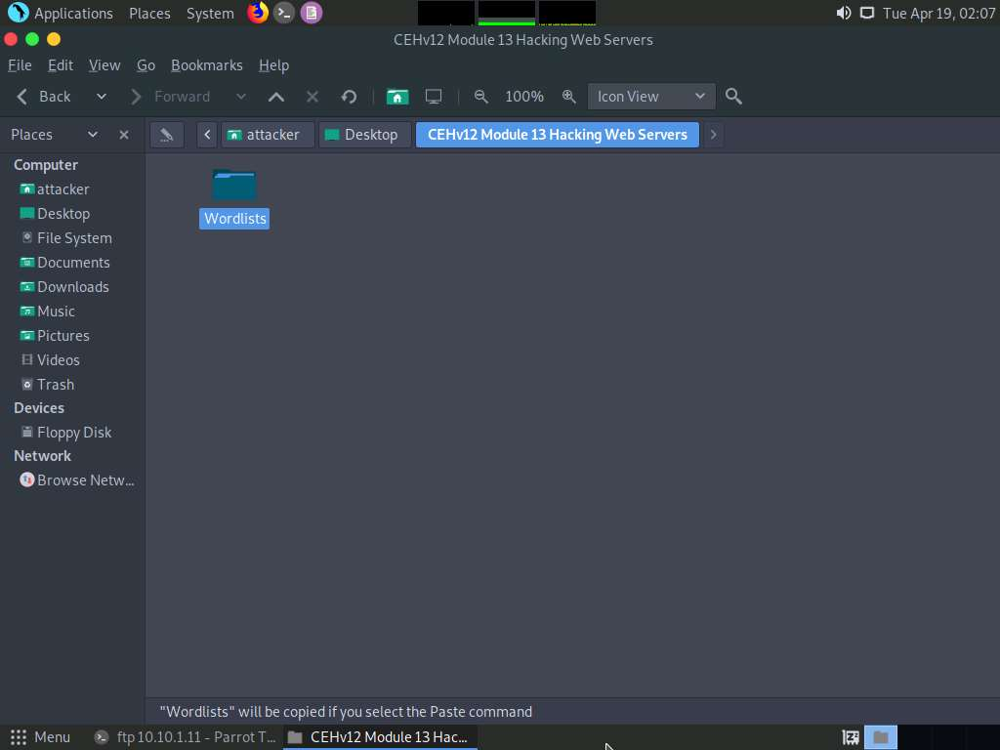 Applications Places System Tue Apr 19, 02:07
CEHv12 Module 13 Hacking Web Servers
File Edit View Go Bookmarks Help
Back Forward 100% Icon View
Places attacker Desktop CEHv12 Module 13 Hacking Web Servers
Computer
attacker
Desktop
File System
Documents
Downloads
Music
Pictures
Videos
Trash
Devices
Floppy Disk
Network
Browse Netw...
Wordlists
"Wordlists" will be copied if you select the Paste command
Menu ftp 10.10.1.11 - Parrot T... CEHv12 Module 13 Hac...